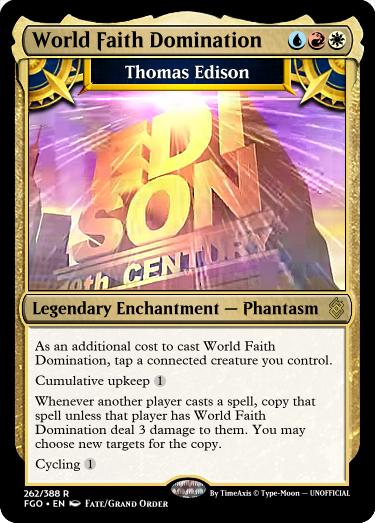 World Faith Domination
Thomas Edison
EDI
SON
CENTURY
Legendary Enchantment — Phantasm
As an additional cost to cast World Faith
Domination, tap a connected creature you control.
Cumulative upkeep 1
Whenever another player casts a spell, copy that
spell unless that player has World Faith
Domination deal 3 damage to them. You may
choose new targets for the copy.
Cycling 1
262/388 R
FGO • EN Fate/Grand Order
By TimeAxis © Type-Moon — UNOFFICIAL